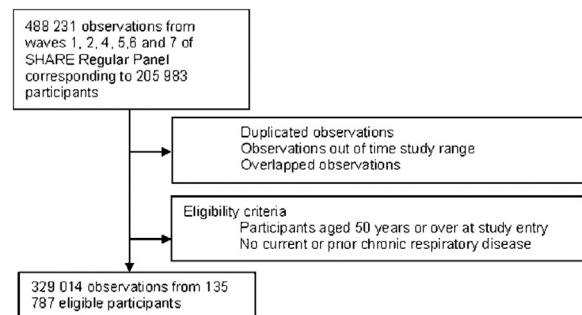 488 231 observations from
waves 1, 2, 4, 5,6 and 7 of
SHARE Regular Panel
corresponding to 205 983
participants
Duplicated observations
Observations out of time study range
Overlapped observations
Eligibility criteria
Participants aged 50 years or over at study entry
No current or prior chronic respiratory disease
329 014 observations from 135
787 eligible participants